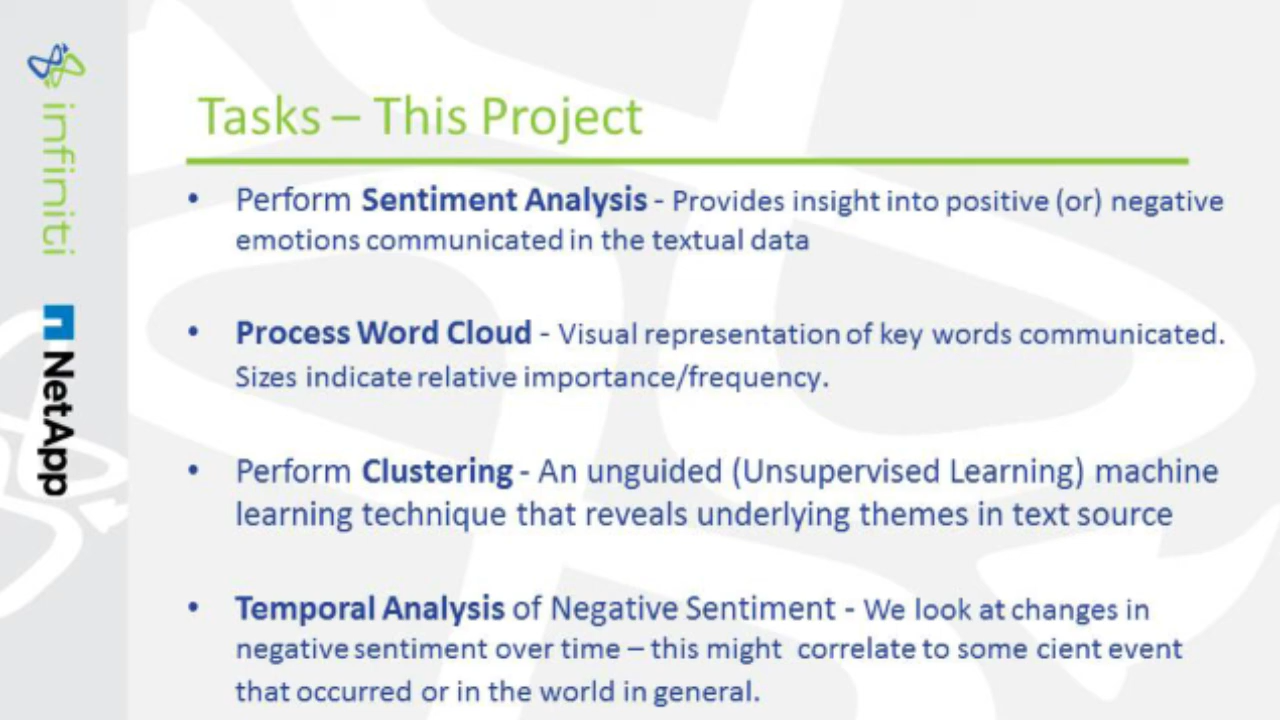 infiniti
NetApp
Tasks – This Project
• Perform Sentiment Analysis - Provides insight into positive (or) negative
emotions communicated in the textual data
• Process Word Cloud - Visual representation of key words communicated.
Sizes indicate relative importance/frequency.
• Perform Clustering - An unguided (Unsupervised Learning) machine
learning technique that reveals underlying themes in text source
• Temporal Analysis of Negative Sentiment - We look at changes in
negative sentiment over time – this might correlate to some cient event
that occurred or in the world in general.